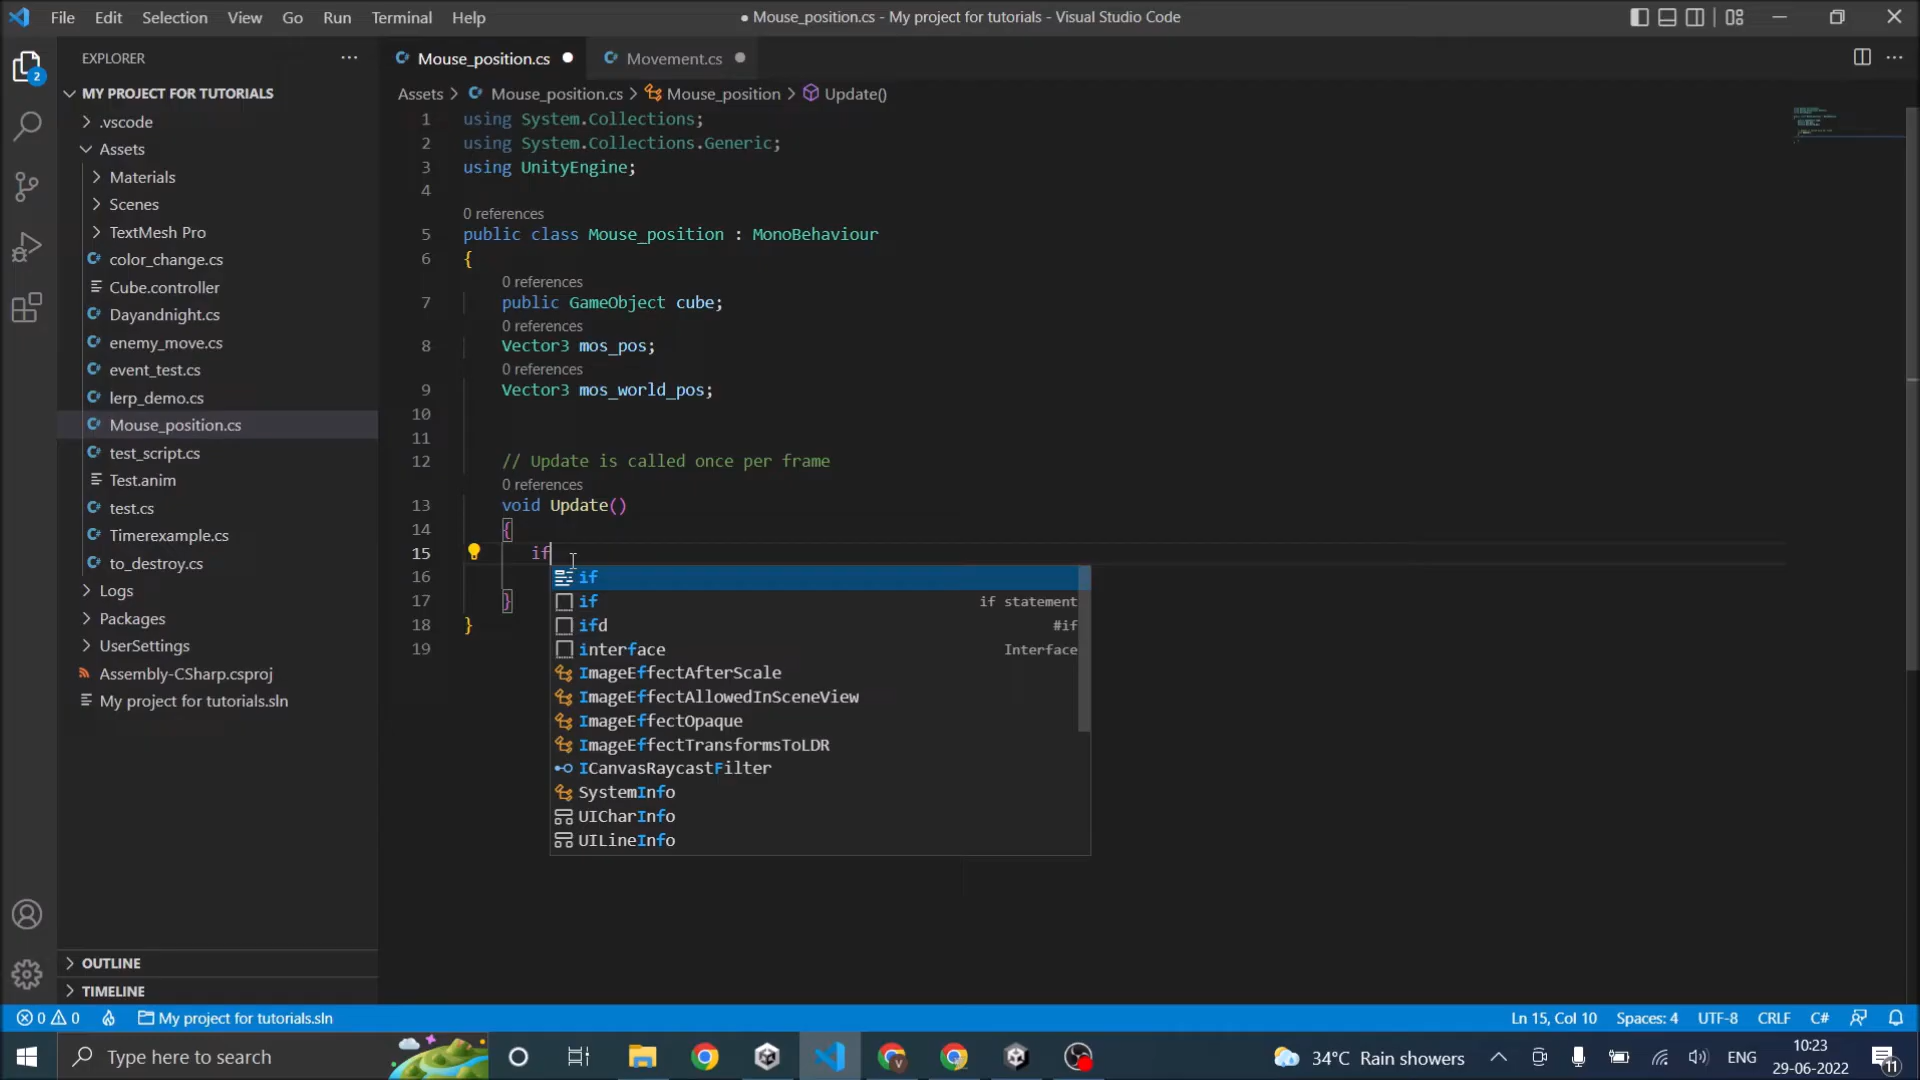 File Edit Selection View Go Run Terminal Help
● Mouse_position.cs - My project for tutorials - Visual Studio Code
EXPLORER
2
MY PROJECT FOR TUTORIALS
.vscode
Assets
Materials
Scenes
TextMesh Pro
color_change.cs
Cube.controller
Dayandnight.cs
enemy_move.cs
event_test.cs
lerp_demo.cs
Mouse_position.cs
test_script.cs
Test.anim
test.cs
Timerexample.cs
to_destroy.cs
Logs
Packages
UserSettings
Assembly-CSharp.csproj
My project for tutorials.sln
OUTLINE
TIMELINE
Mouse_position.cs Movement.cs
Assets > Mouse_position.cs > Mouse_position > Update()
1 using System.Collections;
2 using System.Collections.Generic;
3 using UnityEngine;
4
0 references
5 public class Mouse_position : MonoBehaviour
6 {
0 references
7 public GameObject cube;
0 references
8 Vector3 mos_pos;
0 references
9 Vector3 mos_world_pos;
10
11
12 // Update is called once per frame
0 references
13 void Update()
14 {
15 if
16
17 }
18 }
19
if
if if statement
ifd #if
interface Interface
ImageEffectAfterScale
ImageEffectAllowedInSceneView
ImageEffectOpaque
ImageEffectTransformsToLDR
ICanvasRaycastFilter
SystemInfo
UICharInfo
UILineInfo
0 0 My project for tutorials.sln
Ln 15, Col 10 Spaces: 4 UTF-8 CRLF C#
Type here to search
34°C Rain showers
ENG
10:23
29-06-2022
11